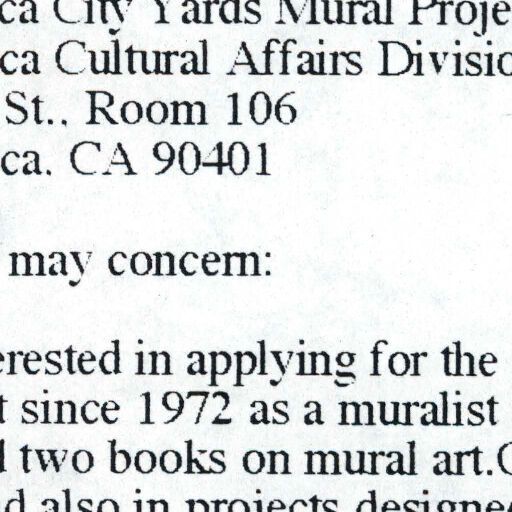 ca City Yards Mural Proje
ca Cultural Affairs Divisio
St., Room 106
ca. CA 90401
may concern:
erested in applying for the
t since 1972 as a muralist
d two books on mural art.C
d also in projects designe